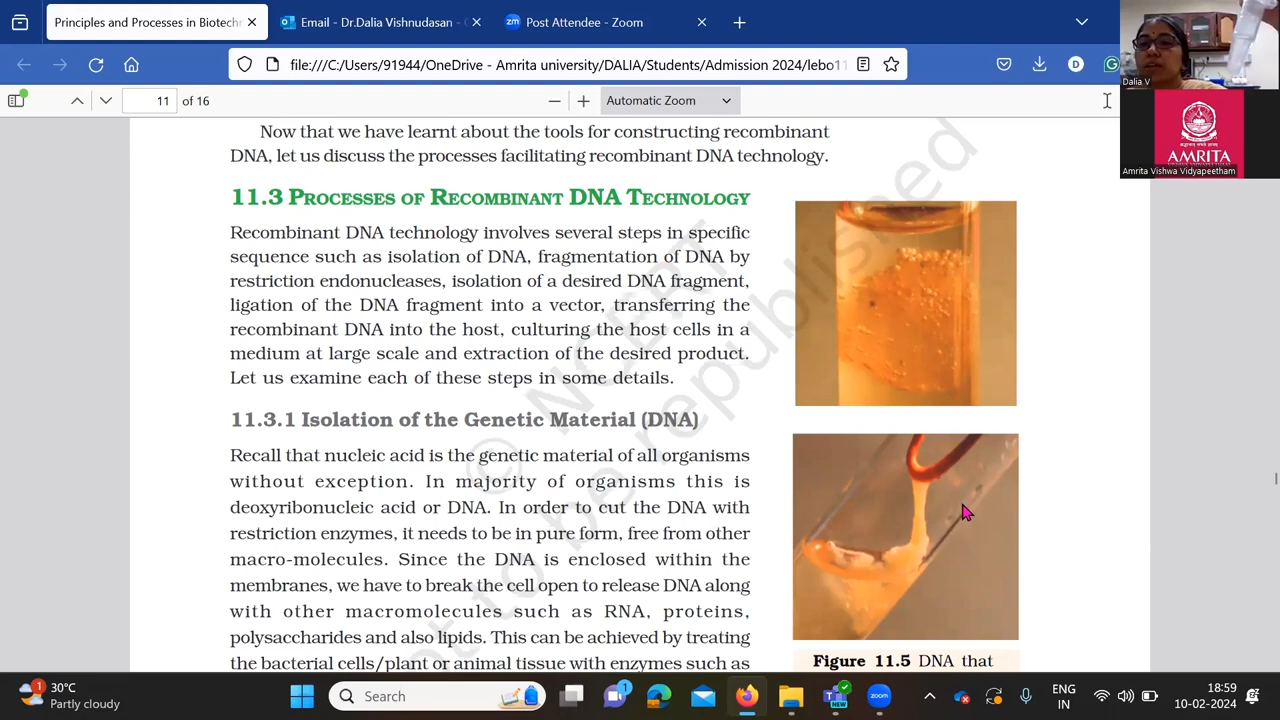 Principles and Processes in Biotechn
Email - Dr.Dalia Vishnudasan -
Post Attendee - Zoom
file:///C:/Users/91944/OneDrive - Amrita university/DALIA/Students/Admission 2024/lebo11
11 of 16
Automatic Zoom
Dalia V
AMRITA
Amrita Vishwa Vidyapeetham
Now that we have learnt about the tools for constructing recombinant
DNA, let us discuss the processes facilitating recombinant DNA technology.
11.3 PROCESSES OF RECOMBINANT DNA TECHNOLOGY
Recombinant DNA technology involves several steps in specific
sequence such as isolation of DNA, fragmentation of DNA by
restriction endonucleases, isolation of a desired DNA fragment,
ligation of the DNA fragment into a vector, transferring the
recombinant DNA into the host, culturing the host cells in a
medium at large scale and extraction of the desired product.
Let us examine each of these steps in some details.
11.3.1 Isolation of the Genetic Material (DNA)
Recall that nucleic acid is the genetic material of all organisms
without exception. In majority of organisms this is
deoxyribonucleic acid or DNA. In order to cut the DNA with
restriction enzymes, it needs to be in pure form, free from other
macro-molecules. Since the DNA is enclosed within the
membranes, we have to break the cell open to release DNA along
with other macromolecules such as RNA, proteins,
polysaccharides and also lipids. This can be achieved by treating
the bacterial cells/plant or animal tissue with enzymes such as
Figure 11.5 DNA that
© NCERT
not to be republished
1
30°C
Partly cloudy
Search
1
NEW
zoom
ENG
IN
18:59
10-02-2024